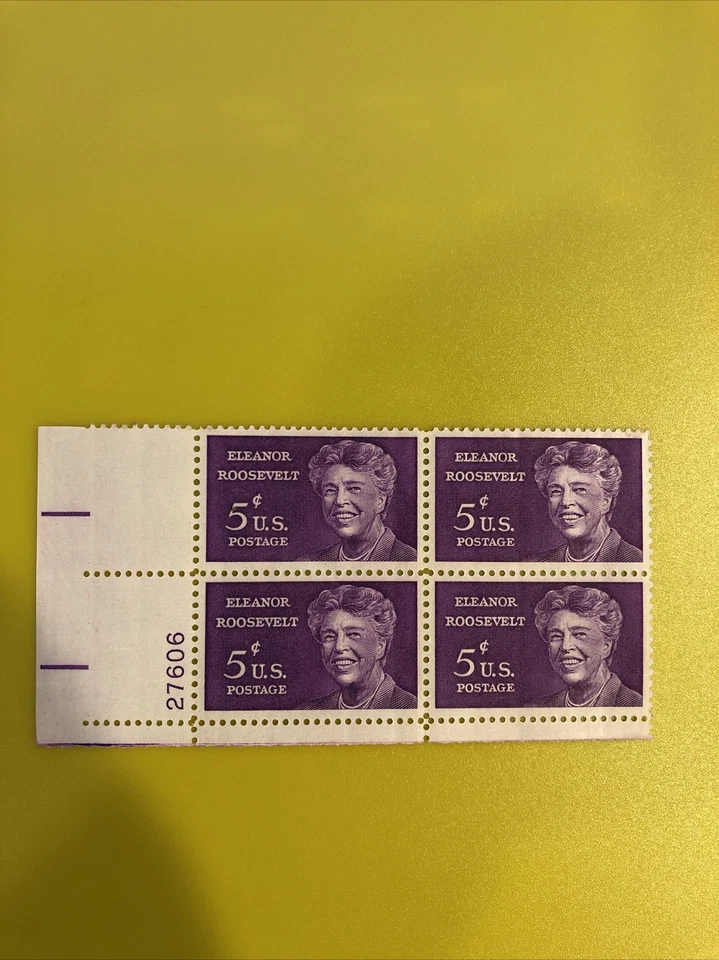 ELEANOR
ROOSEVELT
5¢ U.S.
POSTAGE
ELEANOR
ROOSEVELT
5¢ U.S.
POSTAGE
27606
ELEANOR
ROOSEVELT
5¢ U.S.
POSTAGE
ELEANOR
ROOSEVELT
5¢ U.S.
POSTAGE